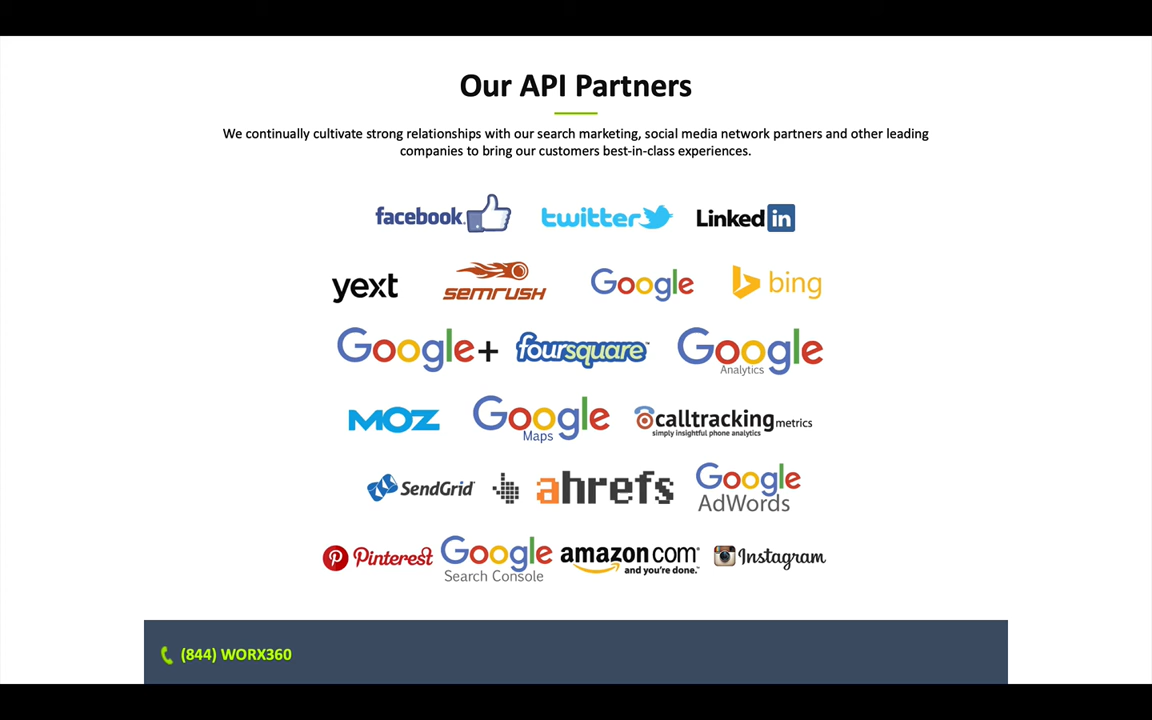 Our API Partners
We continually cultivate strong relationships with our search marketing, social media network partners and other leading
companies to bring our customers best-in-class experiences.
facebook twitter Linked in
yext SEMRUSH Google bing
Google+ foursquare Google Analytics
MOZ Google Maps calltrackingmetrics simply insightful phone analytics
SendGrid ahrefs Google AdWords
Pinterest Google Search Console amazon.com and you're done. Instagram
(844) WORX360